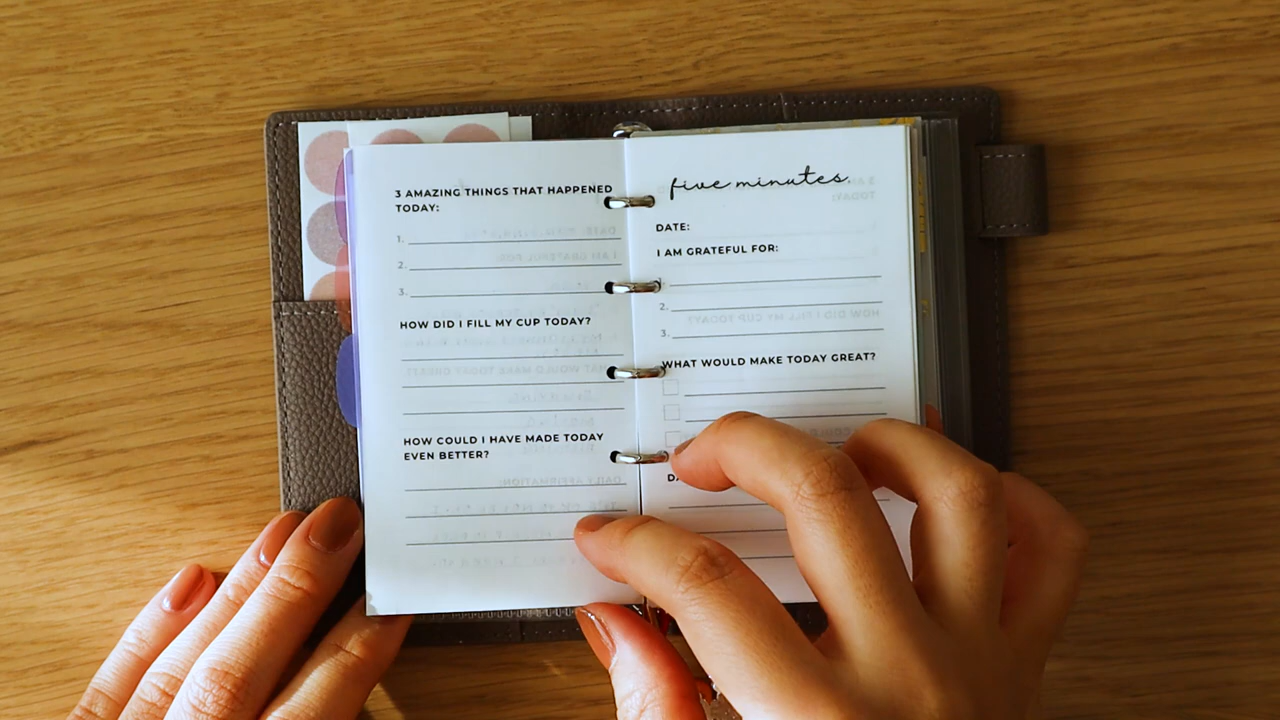 3 AMAZING THINGS THAT HAPPENED
TODAY:
1.
2.
3.
HOW DID I FILL MY CUP TODAY?
HOW COULD I HAVE MADE TODAY
EVEN BETTER?
five minutes.
DATE:
I AM GRATEFUL FOR:
2.
3.
WHAT WOULD MAKE TODAY GREAT?